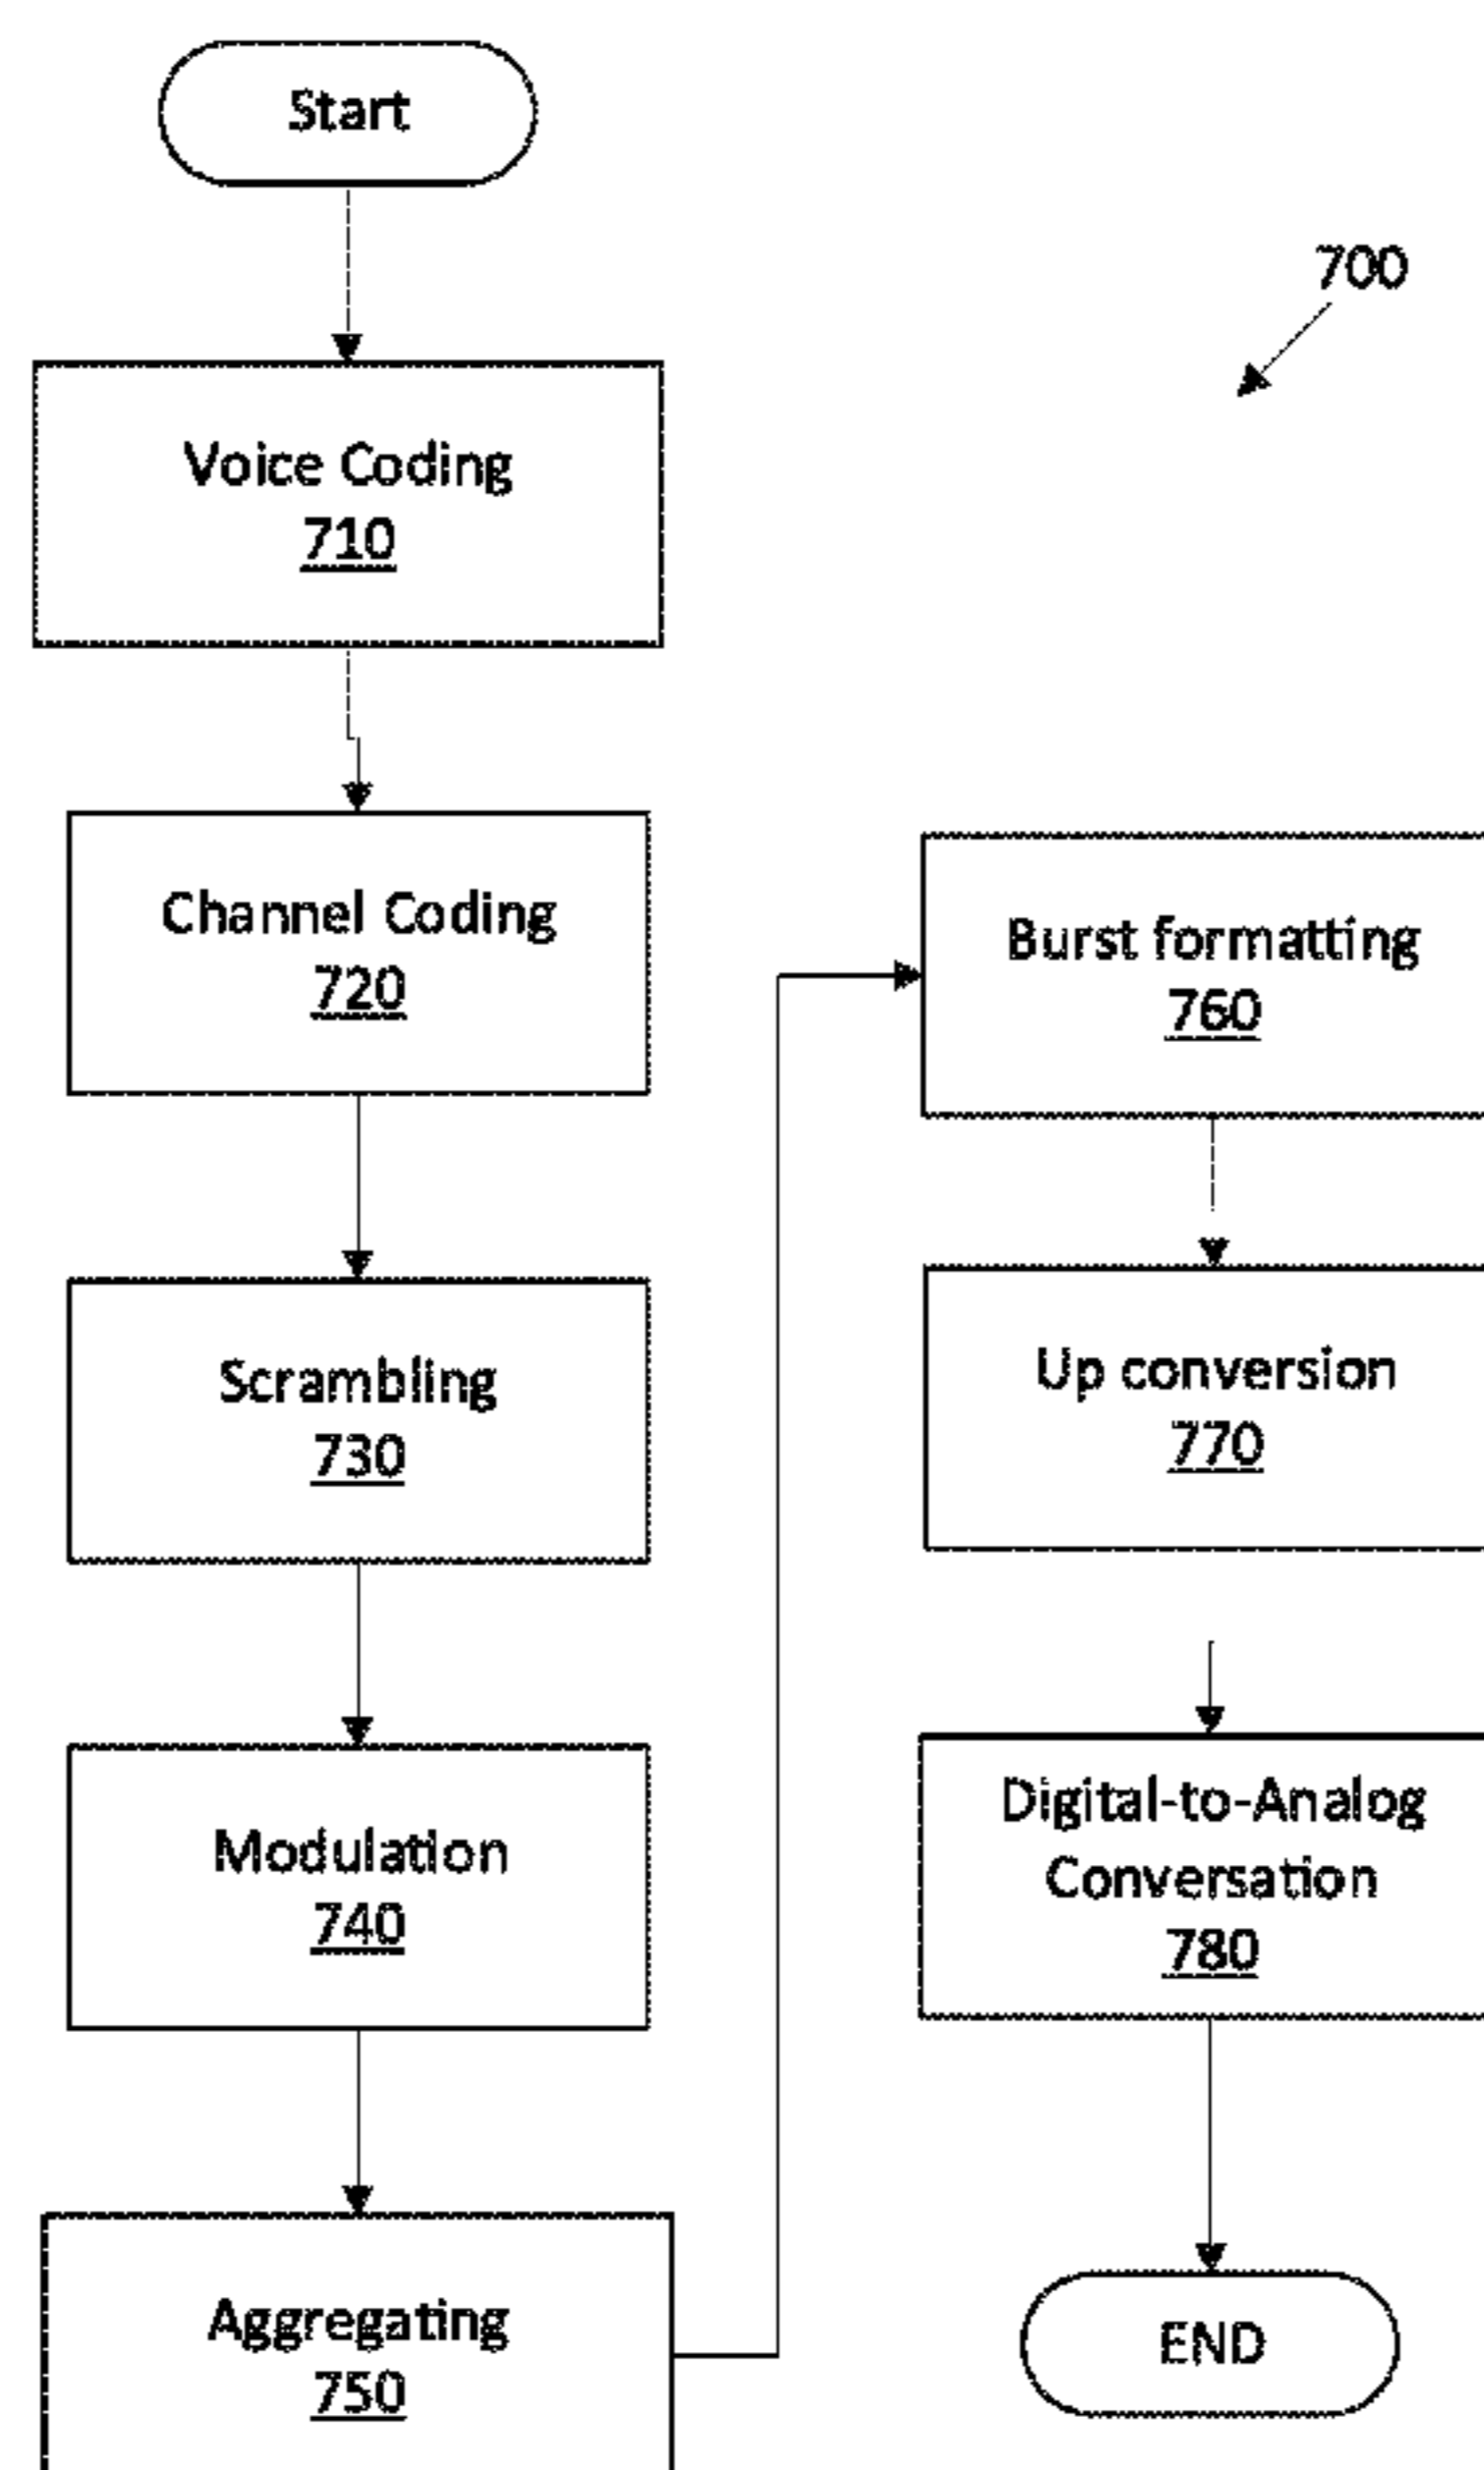 Start
700
Voice Coding
710
Channel Coding
720
Scrambling
730
Modulation
740
Aggregating
750
Burst formatting
760
Up conversion
770
Digital-to-Analog
Conversation
780
END